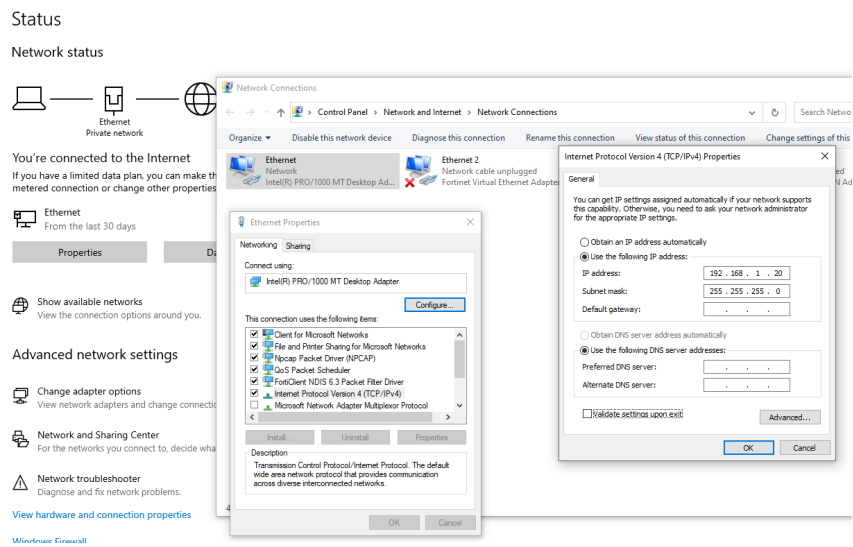 Status
Network status
Ethernet
Private network
You're connected to the Internet
If you have a limited data plan, you can make th
metered connection or change other properties
Ethernet
From the last 30 days
Properties
Da
Show available networks
View the connection options around you.
Advanced network settings
Change adapter options
View network adapters and change connectic
Network and Sharing Center
For the networks you connect to, decide wha
Network troubleshooter
Diagnose and fix network problems.
View hardware and connection properties
Windows Firewall
Network Connections
Control Panel > Network and Internet > Network Connections
Search Netwo
Organize
Disable this network device
Diagnose this connection
Rename this connection
View status of this connection
Change settings of this
Ethernet
Network
Intel(R) PRO/1000 MT Desktop Ad...
Ethernet 2
Network cable unplugged
Fortinet Virtual Ethernet Adapter
ed
N Ad
4
Ethernet Properties
Networking
Sharing
Connect using:
Intel(R) PRO/1000 MT Desktop Adapter
Configure...
This connection uses the following items:
Client for Microsoft Networks
File and Printer Sharing for Microsoft Networks
Npcap Packet Driver (NPCAP)
QoS Packet Scheduler
FortiClient NDIS 6.3 Packet Filter Driver
Internet Protocol Version 4 (TCP/IPv4)
Microsoft Network Adapter Multiplexor Protocol
Install...
Uninstall
Properties
Description
Transmission Control Protocol/Internet Protocol. The default
wide area network protocol that provides communication
across diverse interconnected networks.
OK
Cancel
Internet Protocol Version 4 (TCP/IPv4) Properties
General
You can get IP settings assigned automatically if your network supports
this capability. Otherwise, you need to ask your network administrator
for the appropriate IP settings.
Obtain an IP address automatically
Use the following IP address:
IP address:
192 . 168 . 1 . 20
Subnet mask:
255 . 255 . 255 . 0
Default gateway:
. . .
Obtain DNS server address automatically
Use the following DNS server addresses:
Preferred DNS server:
. . .
Alternate DNS server:
. . .
Validate settings upon exit
Advanced...
OK
Cancel